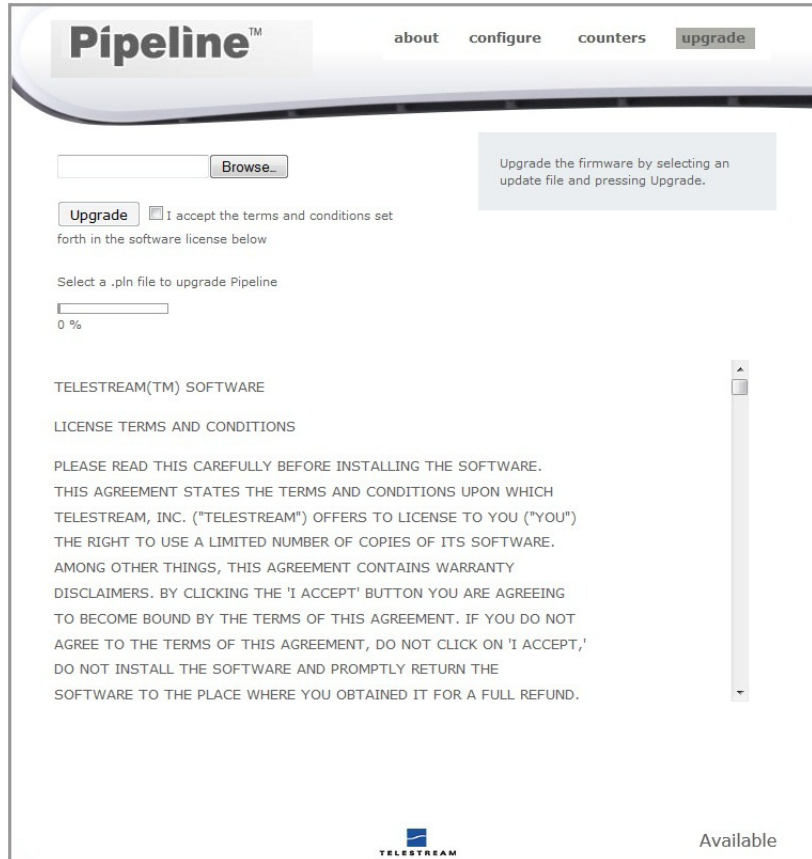 Pipeline™
about configure counters upgrade
Browse...
Upgrade the firmware by selecting an
update file and pressing Upgrade.
Upgrade I accept the terms and conditions set
forth in the software license below
Select a .pln file to upgrade Pipeline
0 %
TELESTREAM(TM) SOFTWARE
LICENSE TERMS AND CONDITIONS
PLEASE READ THIS CAREFULLY BEFORE INSTALLING THE SOFTWARE.
THIS AGREEMENT STATES THE TERMS AND CONDITIONS UPON WHICH
TELESTREAM, INC. ("TELESTREAM") OFFERS TO LICENSE TO YOU ("YOU")
THE RIGHT TO USE A LIMITED NUMBER OF COPIES OF ITS SOFTWARE.
AMONG OTHER THINGS, THIS AGREEMENT CONTAINS WARRANTY
DISCLAIMERS. BY CLICKING THE 'I ACCEPT' BUTTON YOU ARE AGREEING
TO BECOME BOUND BY THE TERMS OF THIS AGREEMENT. IF YOU DO NOT
AGREE TO THE TERMS OF THIS AGREEMENT, DO NOT CLICK ON 'I ACCEPT,'
DO NOT INSTALL THE SOFTWARE AND PROMPTLY RETURN THE
SOFTWARE TO THE PLACE WHERE YOU OBTAINED IT FOR A FULL REFUND.
TELESTREAM
Available